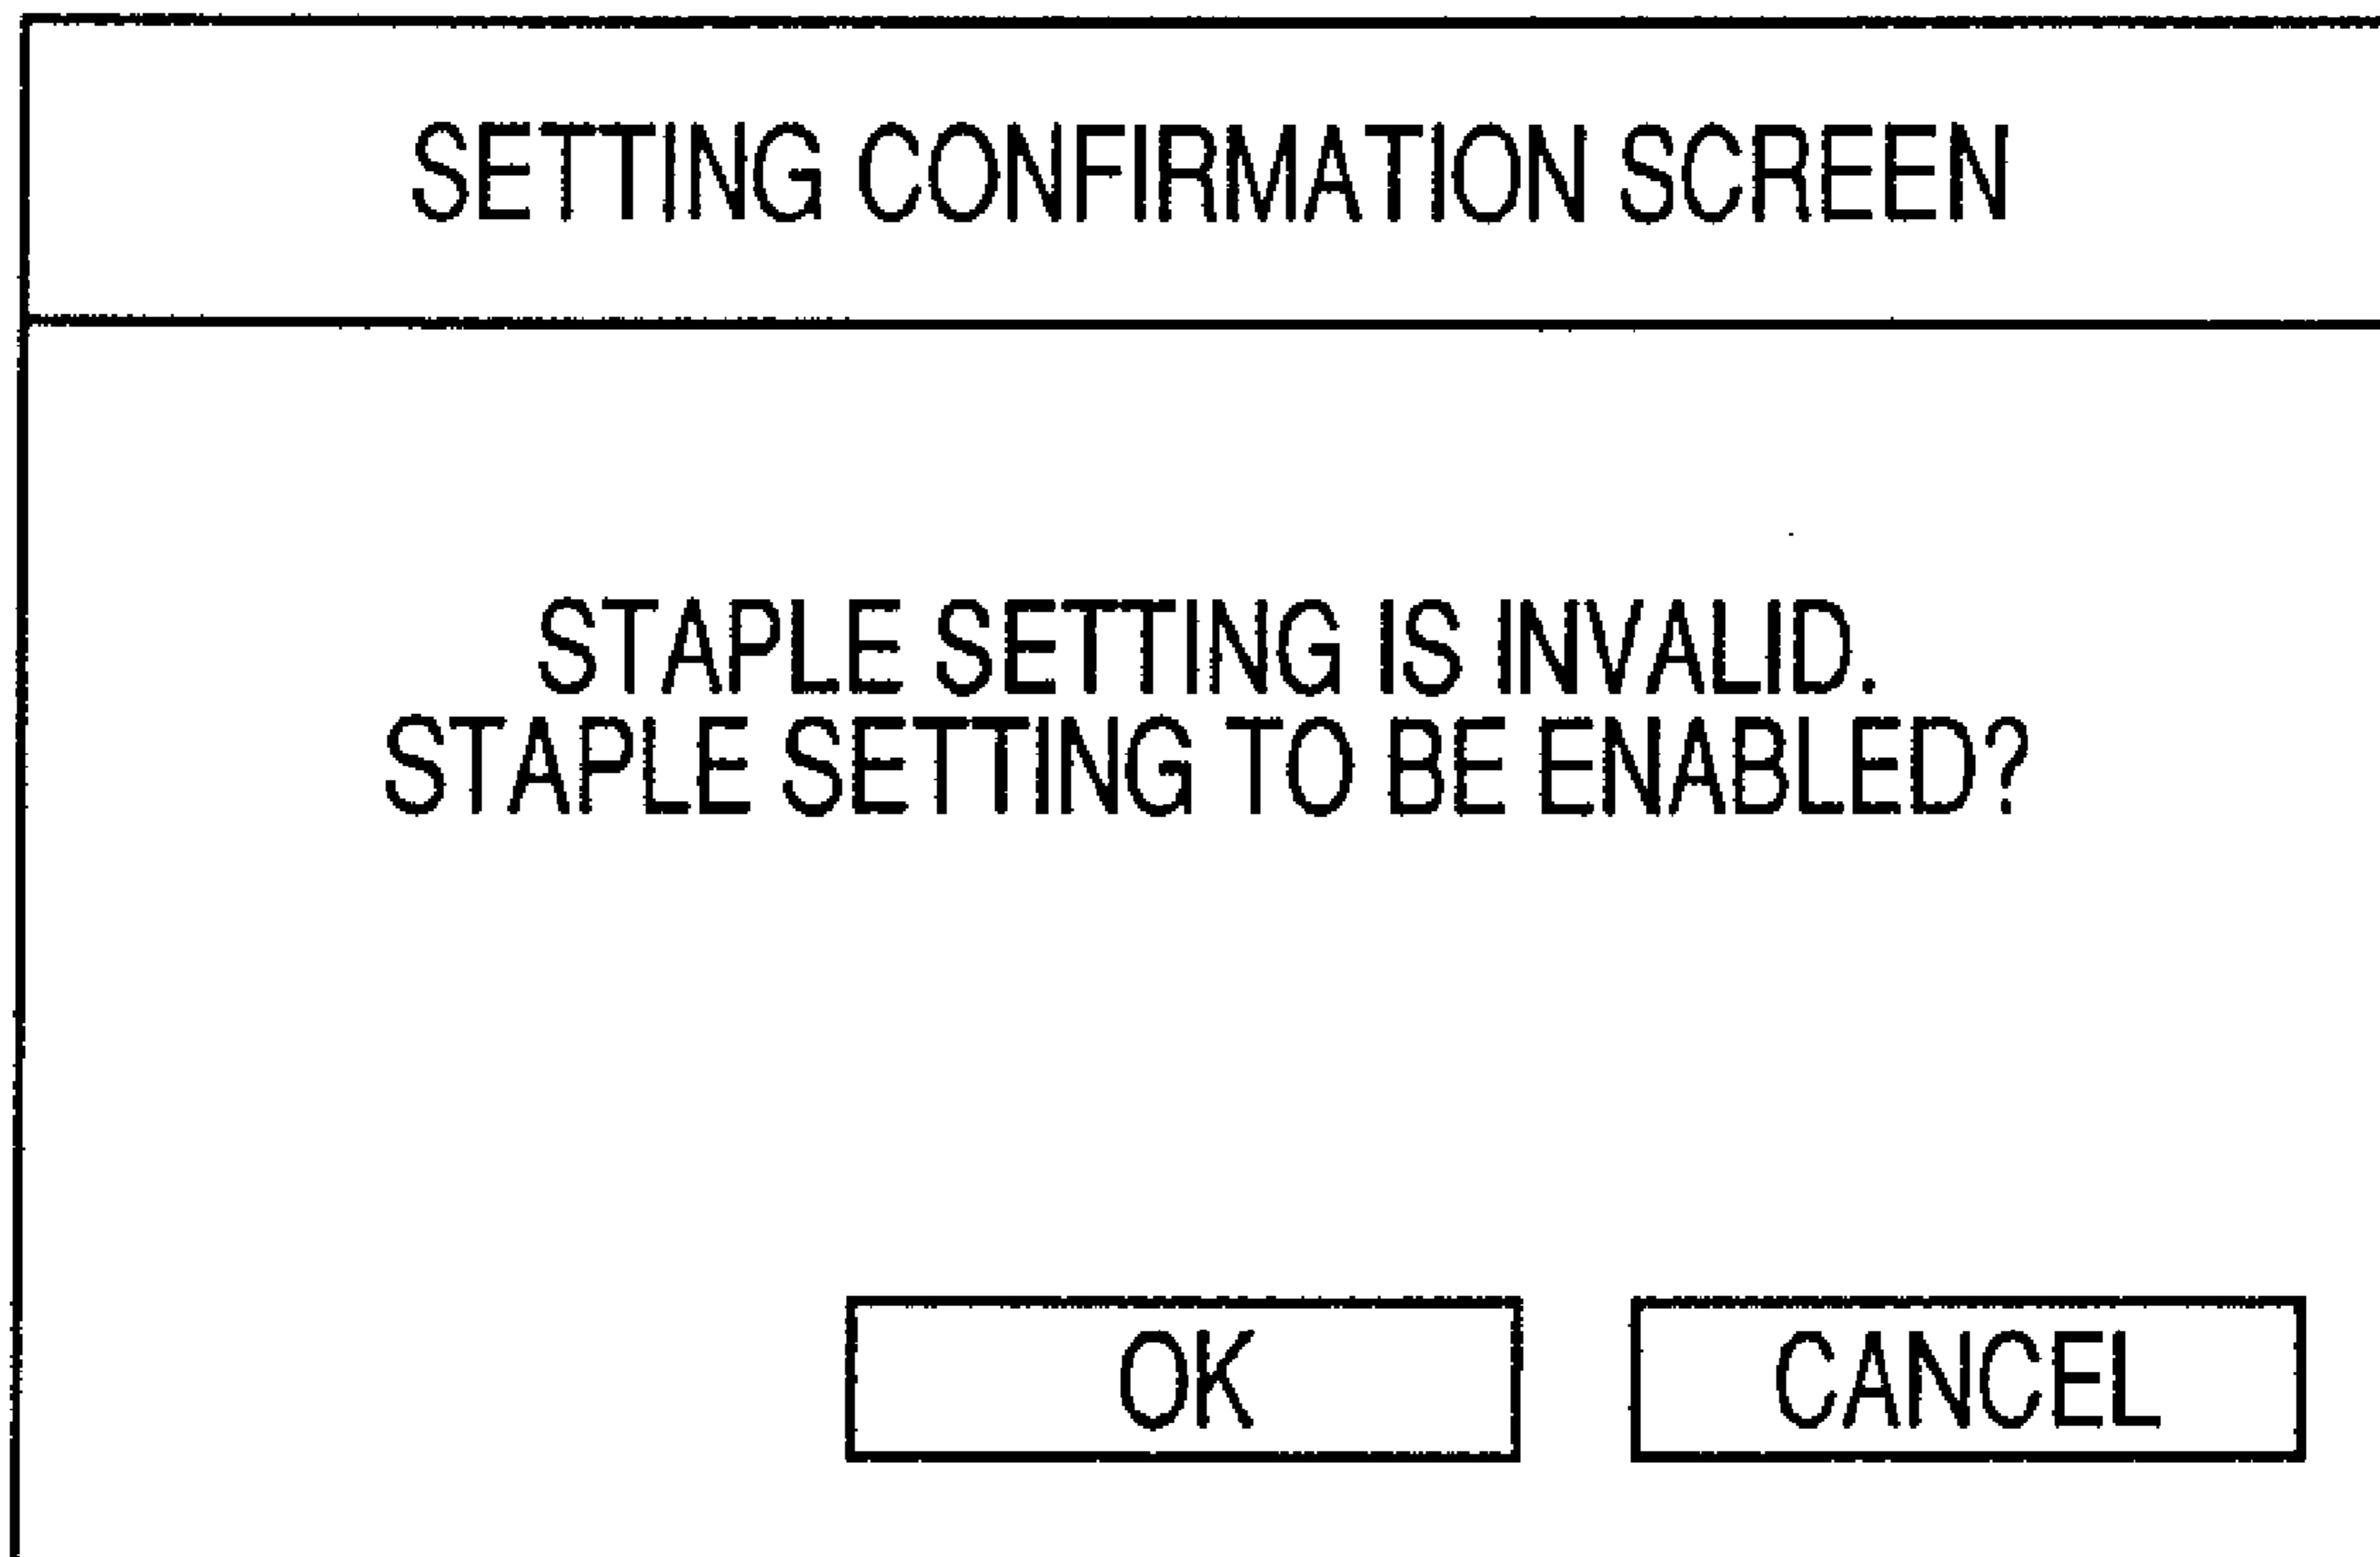 SETTING CONFIRMATION SCREEN
STAPLE SETTING IS INVALID.
STAPLE SETTING TO BE ENABLED?
OK
CANCEL